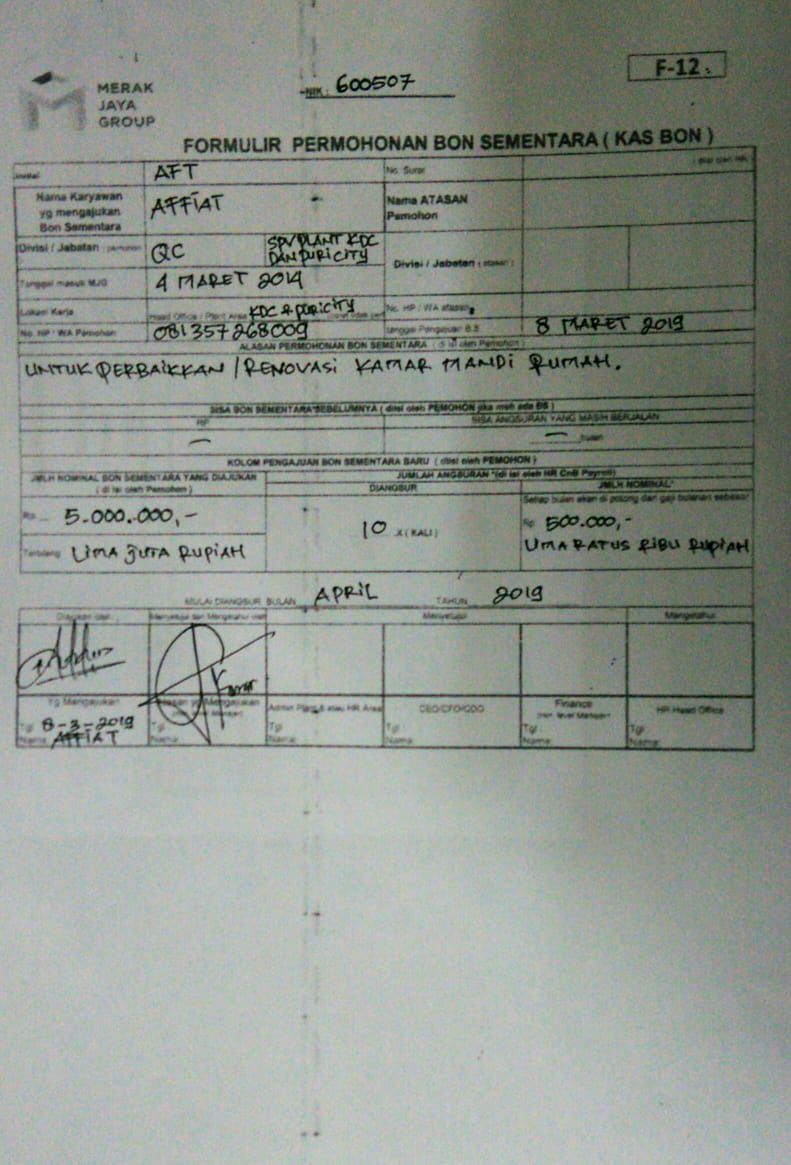 MERAK
JAYA
GROUP
NIK : 600507
F-12
FORMULIR PERMOHONAN BON SEMENTARA ( KAS BON )
Inisial AFT No. Surat ( diisi oleh HR )
Nama Karyawan
yg mengajukan
Bon Sementara
AFFIAT
Nama ATASAN
Pemohon
Divisi / Jabatan ( pemohon QC SPV PLANT KDC
DAN PURICITY
Divisi / Jabatan ( atasan )
Tanggal masuk MJG 4 MARET 2014
Lokasi Kerja Head Office / Plant Area KDC & PURICITY No. HP / WA atasan
No. HP / WA Pemohon 081357268009 tanggal Pengajuan B.S 8 MARET 2019
ALASAN PERMOHONAN BON SEMENTARA ( di isi oleh Pemohon )
UNTUK PERBAIKKAN / RENOVASI KAMAR MANDI RUMAH.
SISA BON SEMENTARA SEBELUMNYA ( diisi oleh PEMOHON jika msh ada BS )
RP SISA ANGSURAN YANG MASIH BERJALAN
— — bulan
KOLOM PENGAJUAN BON SEMENTARA BARU ( diisi oleh PEMOHON )
JMLH NOMINAL BON SEMENTARA YANG DIAJUKAN
( di isi oleh Pemohon )
JUMLAH ANGSURAN *(di isi oleh HR CnB Payroll)
DIANGSUR JMLH NOMINAL*
Setiap bulan akan di potong dari gaji bulanan sebesar
Rp 5.000.000,- 10 X ( KALI ) Rp 500.000,-
Terbilang LIMA JUTA RUPIAH LIMA RATUS RIBU RUPIAH
MULAI DIANGSUR BULAN APRIL TAHUN 2019
Diajukan oleh Menyetujui dan Mengetahui oleh Menyetujui Mengetahui
Yg Mengajukan Atasan yg Mengajukan Admin Plant & atau HR Area CEO/CFO/COO Finance HR Head Office
(min. level Manager)
Tgl 8-3-2019 Tgl Tgl Tgl Tgl Tgl
Nama: AFFIAT Nama: Nama: Nama: Nama: Nama: